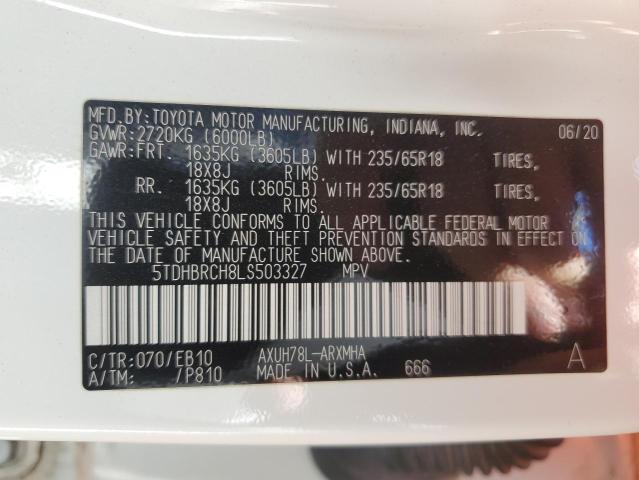 MFD.BY:TOYOTA MOTOR MANUFACTURING, INDIANA, INC. 06/20
GVWR:2720KG (6000LB)
GAWR:FRT. 1635KG (3605LB) WITH 235/65R18 TIRES,
18X8J RIMS.
RR. 1635KG (3605LB) WITH 235/65R18 TIRES,
18X8J RIMS.
THIS VEHICLE CONFORMS TO ALL APPLICABLE FEDERAL MOTOR
VEHICLE SAFETY AND THEFT PREVENTION STANDARDS IN EFFECT ON
THE DATE OF MANUFACTURE SHOWN ABOVE.
5TDHBRCH8LS503327 MPV
C/TR:070/EB10 AXUH78L-ARXMHA A
A/TM: /P810 MADE IN U.S.A. 666